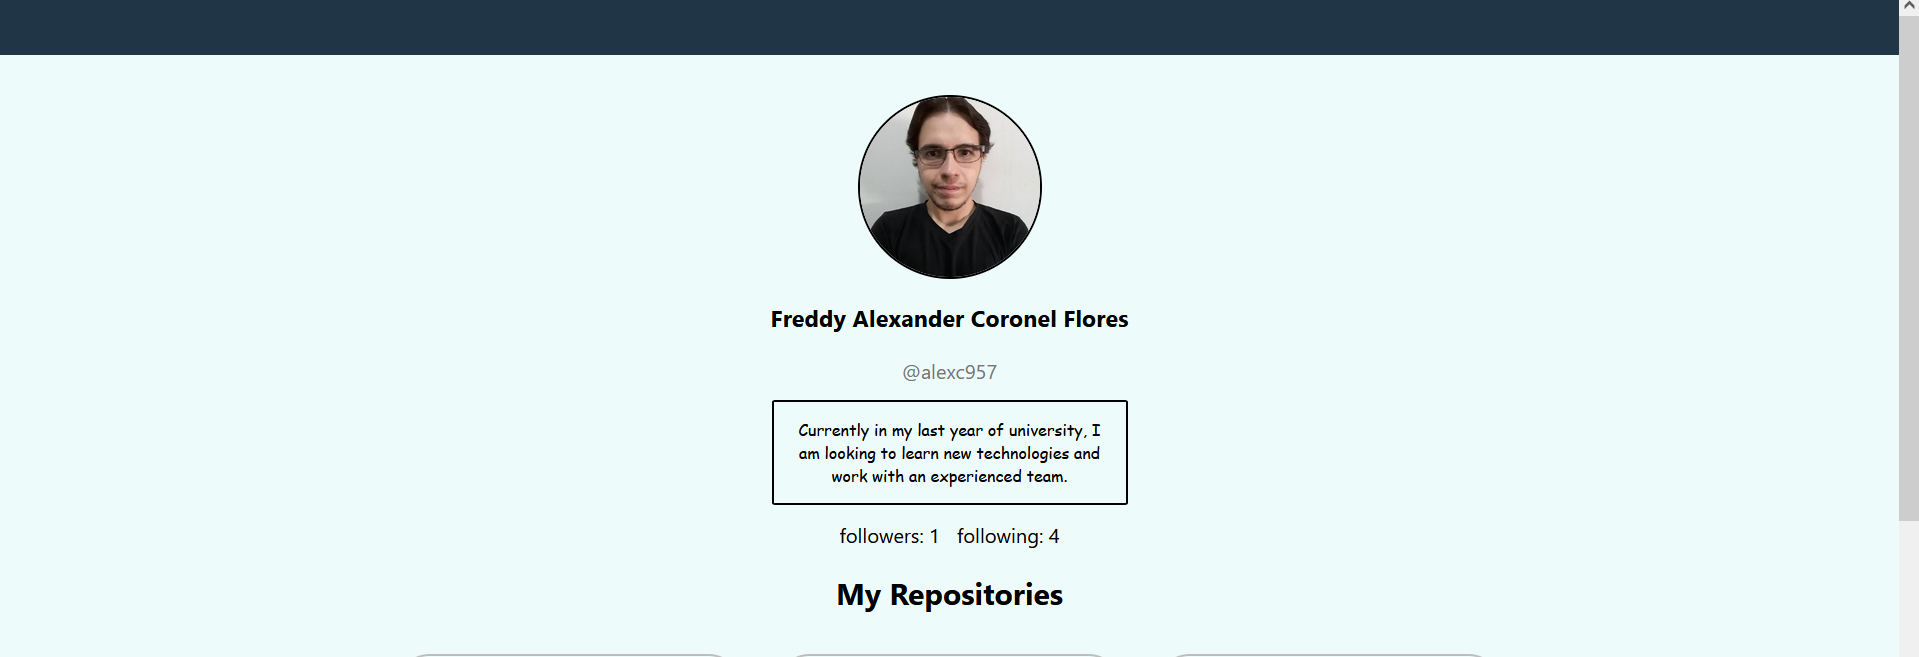 Freddy Alexander Coronel Flores
@alexc957
Currently in my last year of university, I
am looking to learn new technologies and
work with an experienced team.
followers: 1 following: 4
My Repositories